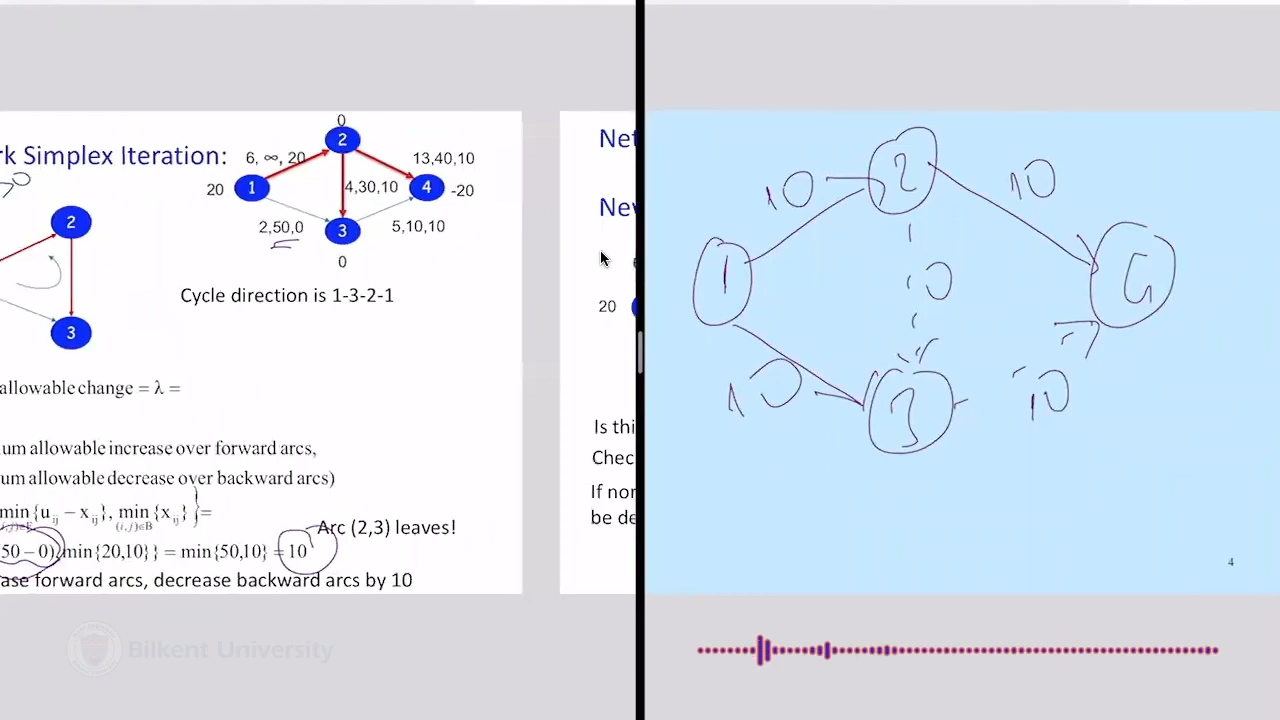 rk Simplex Iteration:
>0
2
3
0
2
6, ∞, 20
13,40,10
20
1
4,30,10
4
-20
2,50,0
3
5,10,10
0
Cycle direction is 1-3-2-1
allowable change = λ =
um allowable increase over forward arcs,
um allowable decrease over backward arcs)
min{u_ij − x_ij}, min{x_ij} }=
(i,j)∈F (i,j)∈B
(50 − 0), min{20,10} } = min{50,10} = 10
Arc (2,3) leaves!
ase forward arcs, decrease backward arcs by 10
Bilkent University
Net
Nev
20
Is thi
Chec
If nor
be de
10
2
10
1
0
4
10
3
10
4